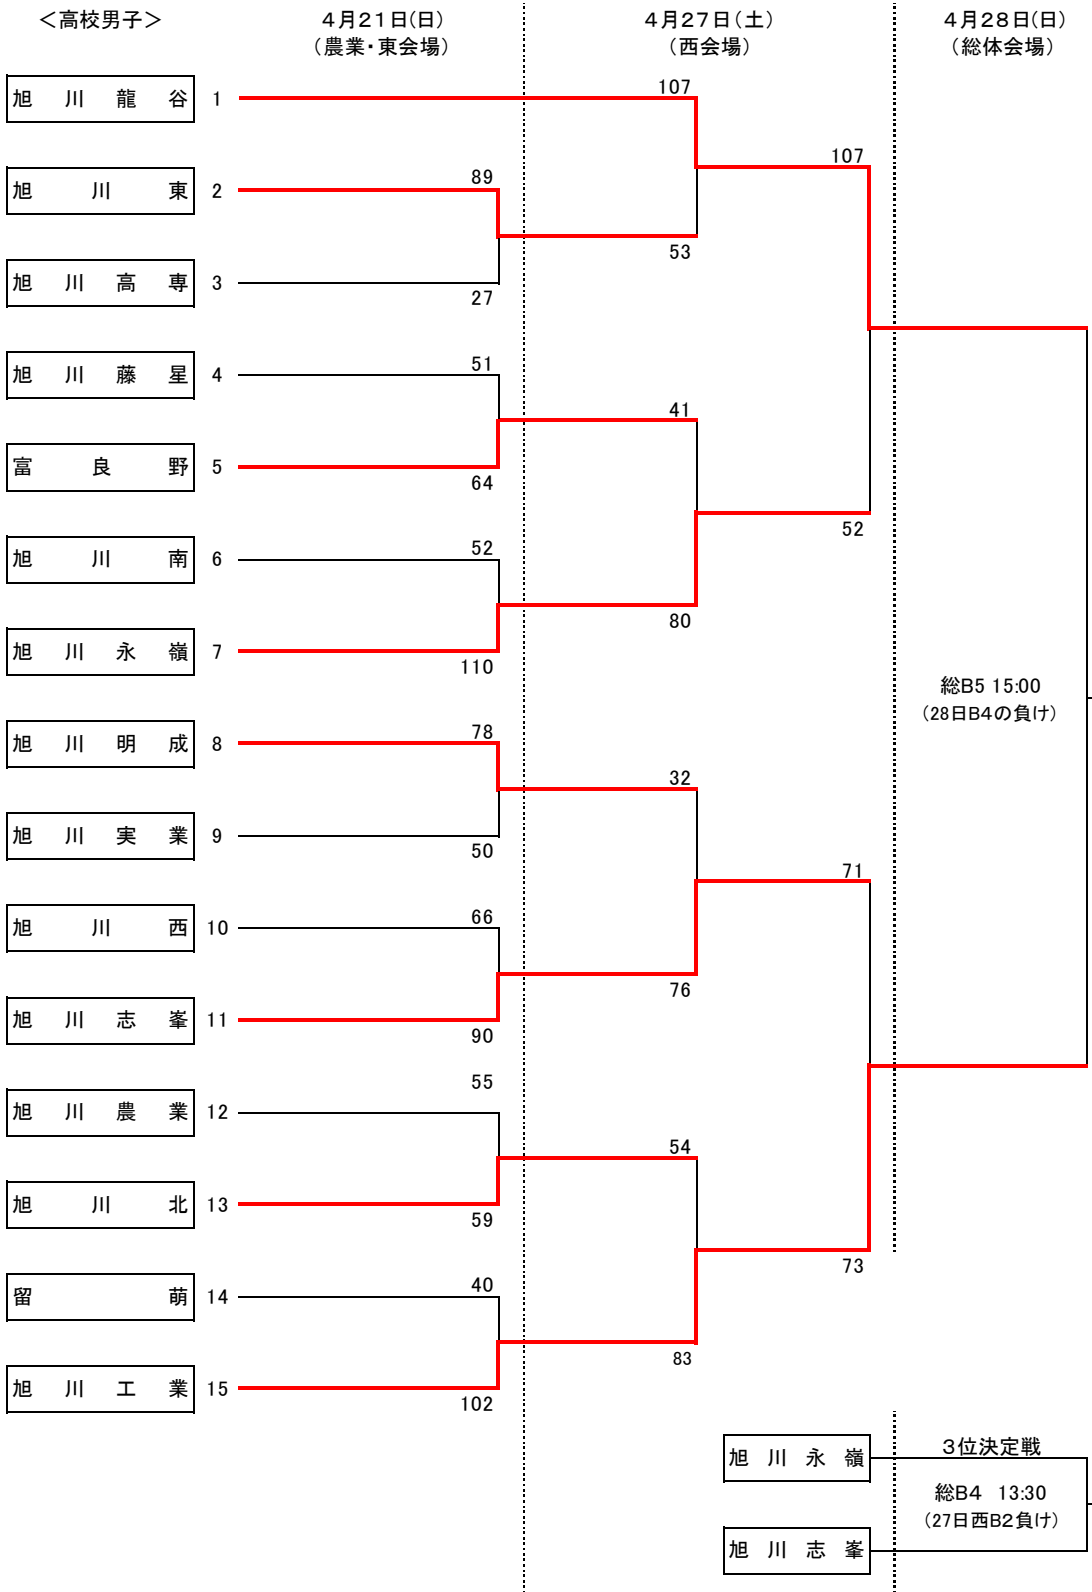 ＜高校男子＞
４月２１日（日）
（農業・東会場）
４月２７日（土）
（西会場）
４月２８日（日）
（総体会場）
旭川龍谷 1
107
107
旭川東 2
89
53
旭川高専 3
27
旭川藤星 4
51
41
富良野 5
64
52
旭川南 6
52
80
旭川永嶺 7
110
総B5 15:00
（28日B4の負け）
旭川明成 8
78
32
旭川実業 9
50
71
旭川西 10
66
76
旭川志峯 11
90
旭川農業 12
55
54
旭川北 13
59
73
留萌 14
40
83
旭川工業 15
102
旭川永嶺
３位決定戦
総B4 13:30
（27日西B2負け）
旭川志峯